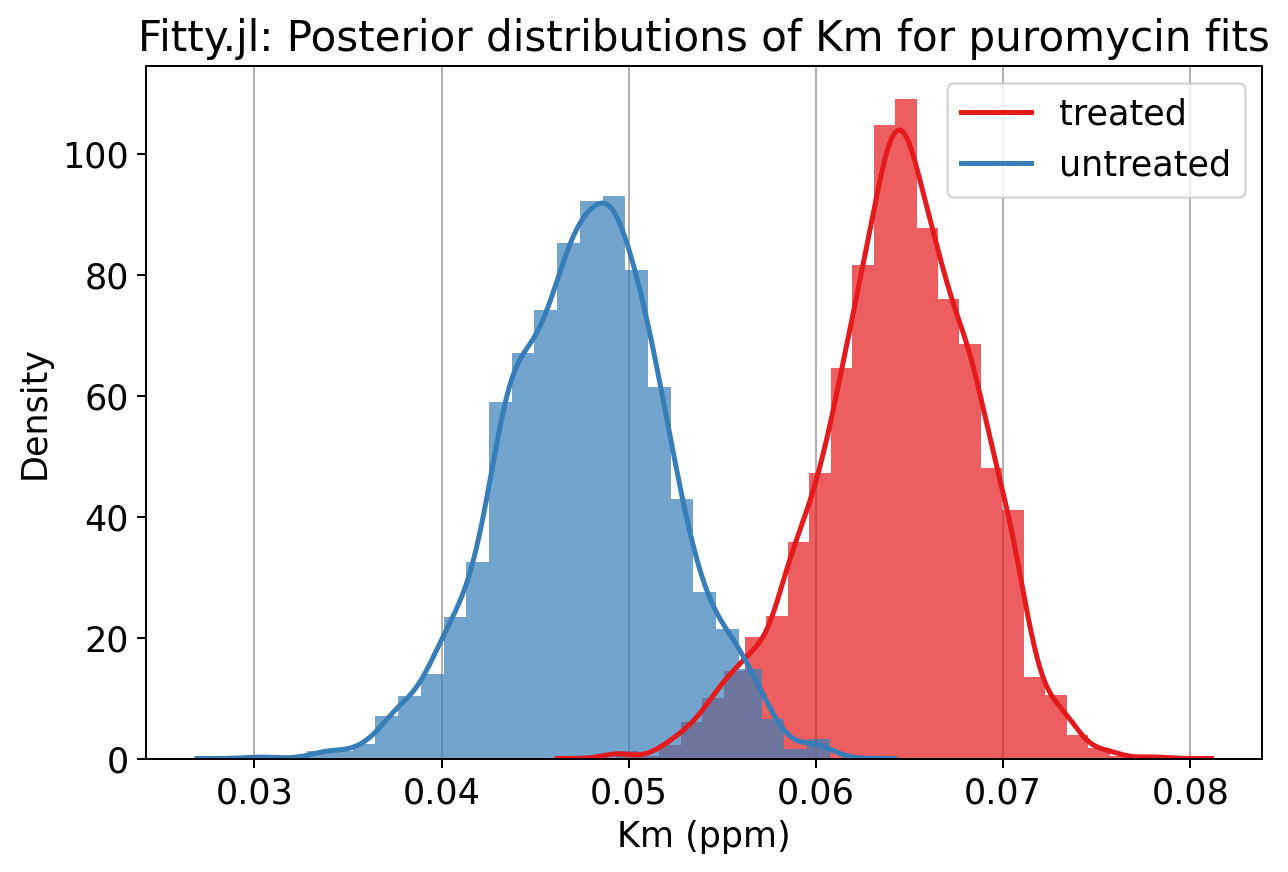 Fitty.jl: Posterior distributions of Km for puromycin fits
treated
untreated
100
80
60
40
20
0
Density
0.03 0.04 0.05 0.06 0.07 0.08
Km (ppm)